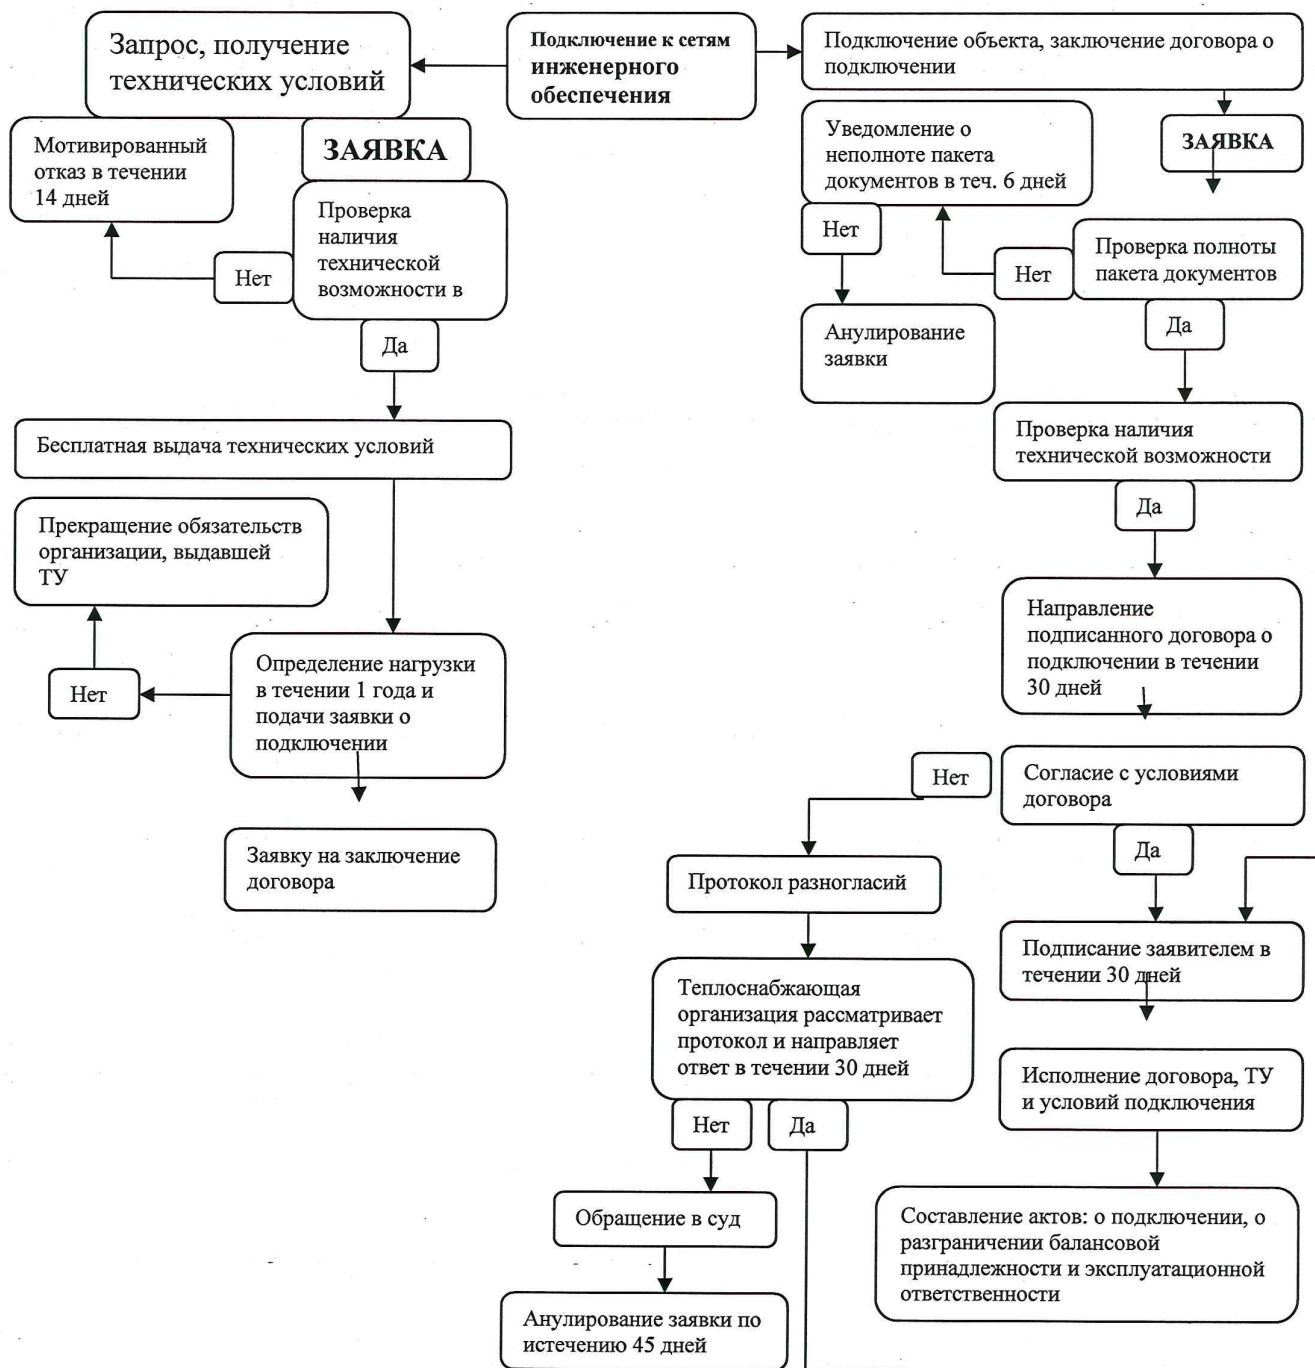 Запрос, получение
технических условий
Подключение к сетям
инженерного
обеспечения
Подключение объекта, заключение договора о
подключении
Мотивированный
отказ в течении
14 дней
ЗАЯВКА
Проверка
наличия
технической
возможности в
Нет
Да
Бесплатная выдача технических условий
Прекращение обязательств
организации, выдавшей
ТУ
Нет
Определение нагрузки
в течении 1 года и
подачи заявки о
подключении
Заявку на заключение
договора
Уведомление о
неполноте пакета
документов в теч. 6 дней
ЗАЯВКА
Нет
Нет
Проверка полноты
пакета документов
Анулирование
заявки
Да
Проверка наличия
технической возможности
Да
Направление
подписанного договора о
подключении в течении
30 дней
Нет
Согласие с условиями
договора
Да
Протокол разногласий
Подписание заявителем в
течении 30 дней
Теплоснабжающая
организация рассматривает
протокол и направляет
ответ в течении 30 дней
Исполнение договора, ТУ
и условий подключения
Нет
Да
Обращение в суд
Составление актов: о подключении, о
разграничении балансовой
принадлежности и эксплуатационной
ответственности
Анулирование заявки по
истечению 45 дней